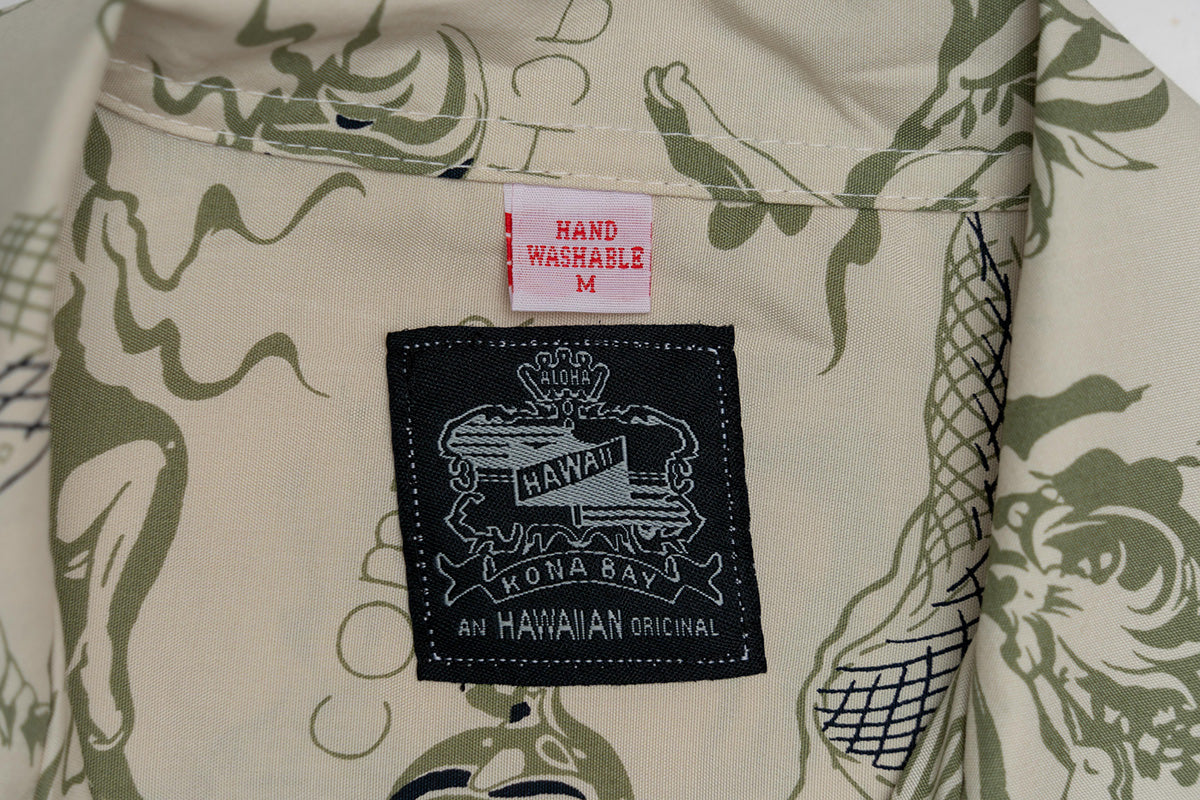 HAND
WASHABLE
M
ALOHA
HAWAII
KONA BAY
AN HAWAIIAN ORIGINAL